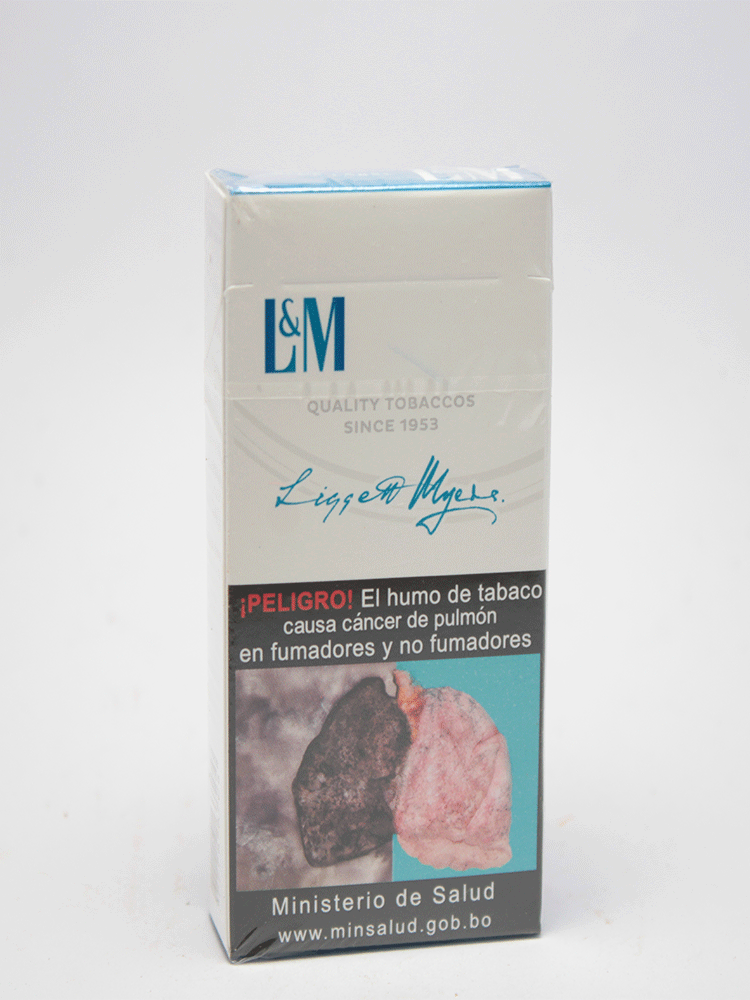 L&M
L&M
QUALITY TOBACCOS
SINCE 1953
Liggett Myers.
¡PELIGRO! El humo de tabaco
causa cáncer de pulmón
en fumadores y no fumadores
Ministerio de Salud
www.minsalud.gob.bo